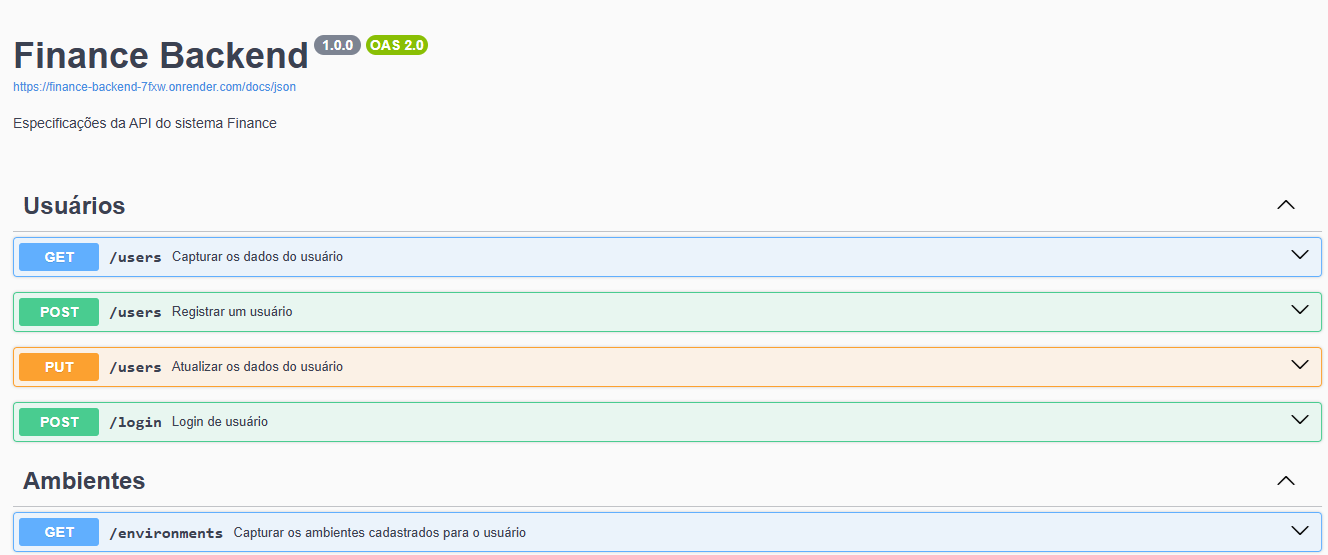 Finance Backend 1.0.0 OAS 2.0
https://finance-backend-7fxw.onrender.com/docs/json
Especificações da API do sistema Finance
Usuários
GET /users Capturar os dados do usuário
POST /users Registrar um usuário
PUT /users Atualizar os dados do usuário
POST /login Login de usuário
Ambientes
GET /environments Capturar os ambientes cadastrados para o usuário